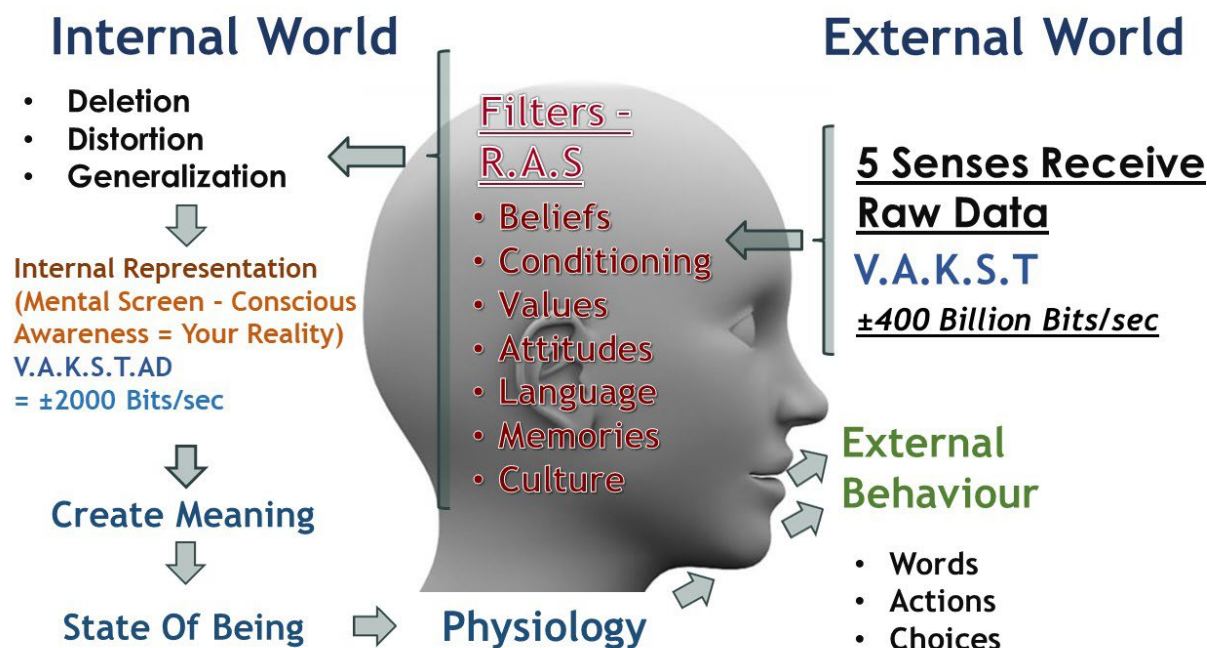 Internal World
• Deletion
• Distortion
• Generalization
Internal Representation
(Mental Screen - Conscious
Awareness = Your Reality)
V.A.K.S.T.AD
= ±2000 Bits/sec
Create Meaning
State Of Being
Physiology
Filters -
R.A.S
• Beliefs
• Conditioning
• Values
• Attitudes
• Language
• Memories
• Culture
External World
5 Senses Receive
Raw Data
V.A.K.S.T
±400 Billion Bits/sec
External
Behaviour
• Words
• Actions
• Choices